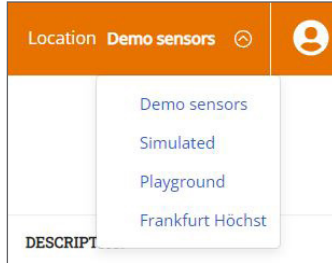 Location Demo sensors
Demo sensors
Simulated
Playground
Frankfurt Höchst